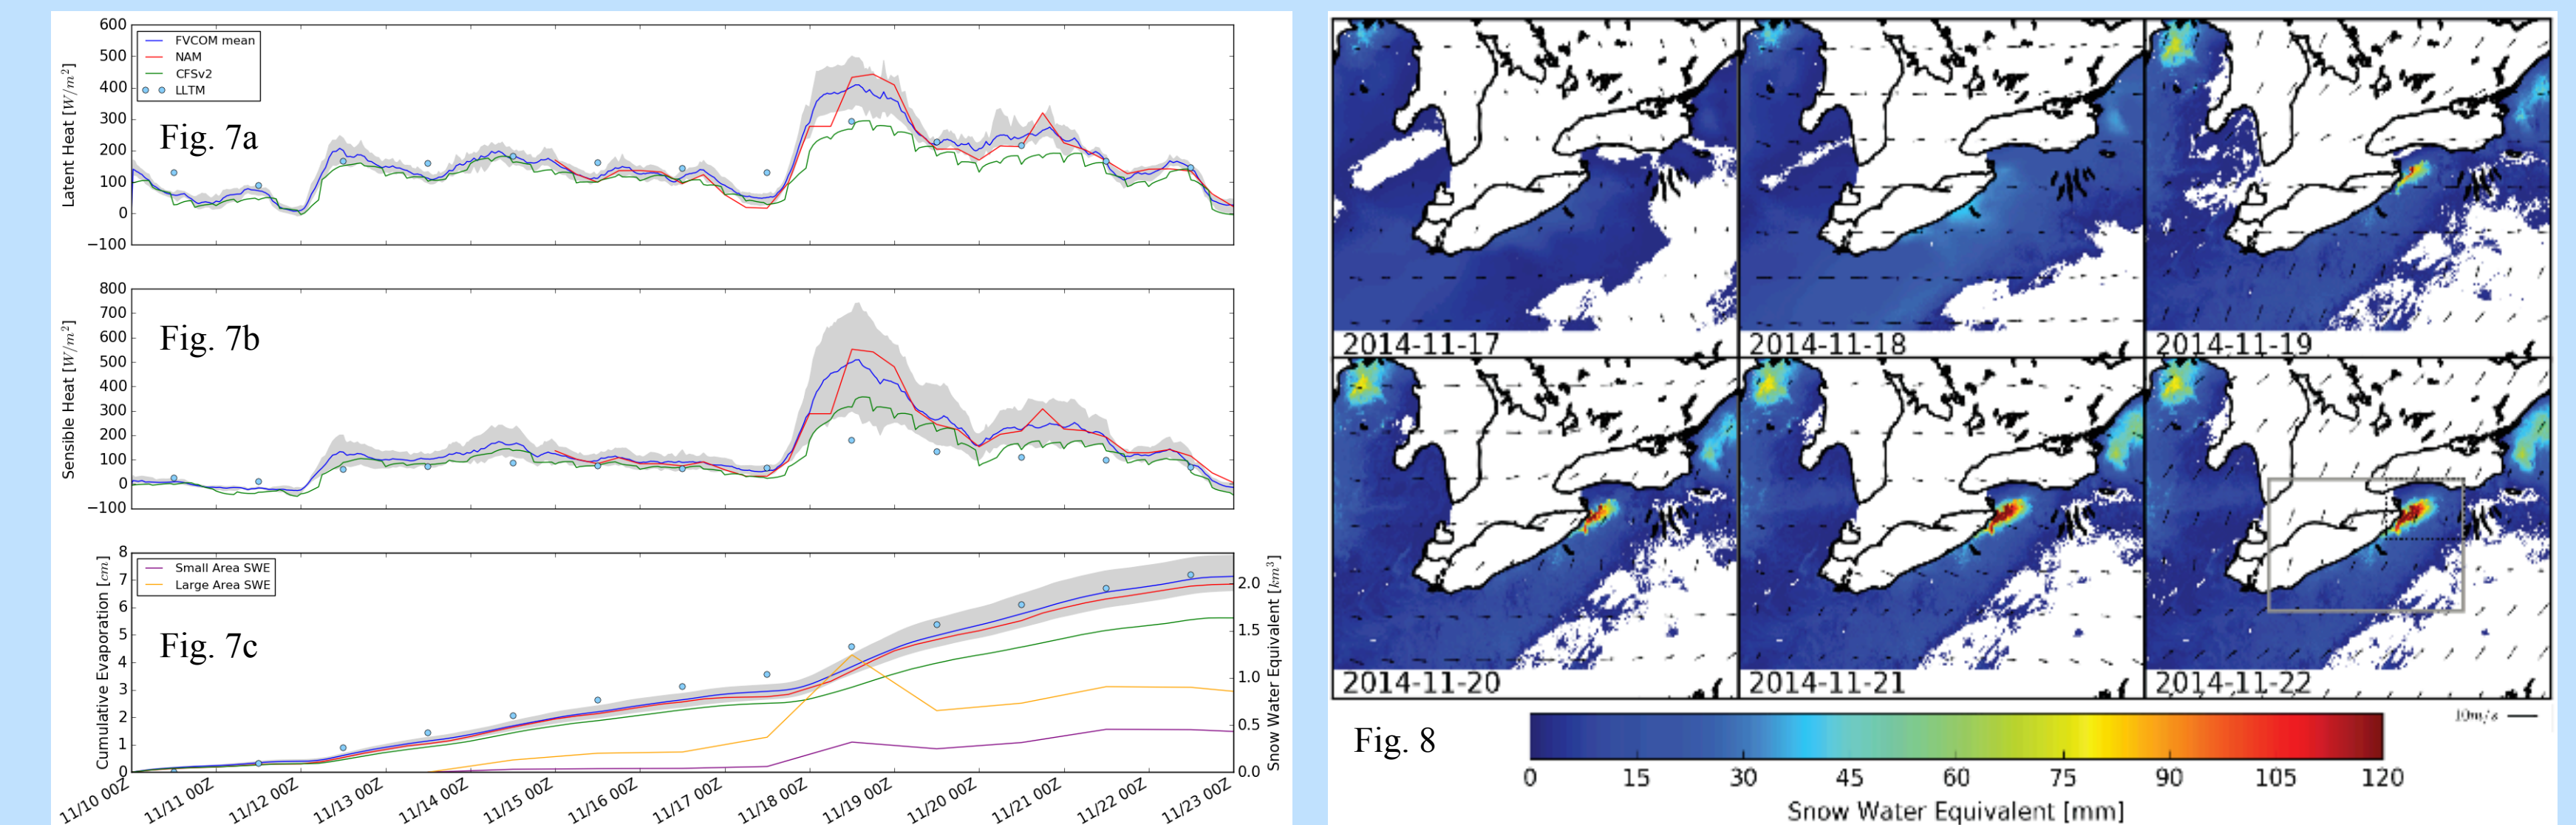 Latent Heat [W/m²]
600
500
400
300
200
100
0
−100
FVCOM mean
NAM
CFSv2
LLTM
Fig. 7a
Sensible Heat [W/m²]
800
700
600
500
400
300
200
100
0
−100
Fig. 7b
Cumulative Evaporation [cm]
8
7
6
5
4
3
2
1
0
Small Area SWE
Large Area SWE
Fig. 7c
2.0
1.5
1.0
0.5
0.0
Snow Water Equivalent [km³]
11/10 00Z
11/11 00Z
11/12 00Z
11/13 00Z
11/14 00Z
11/15 00Z
11/16 00Z
11/17 00Z
11/18 00Z
11/19 00Z
11/20 00Z
11/21 00Z
11/22 00Z
11/23 00Z
2014-11-17
2014-11-18
2014-11-19
2014-11-20
2014-11-21
2014-11-22
10m/s
Fig. 8
0 15 30 45 60 75 90 105 120
Snow Water Equivalent [mm]